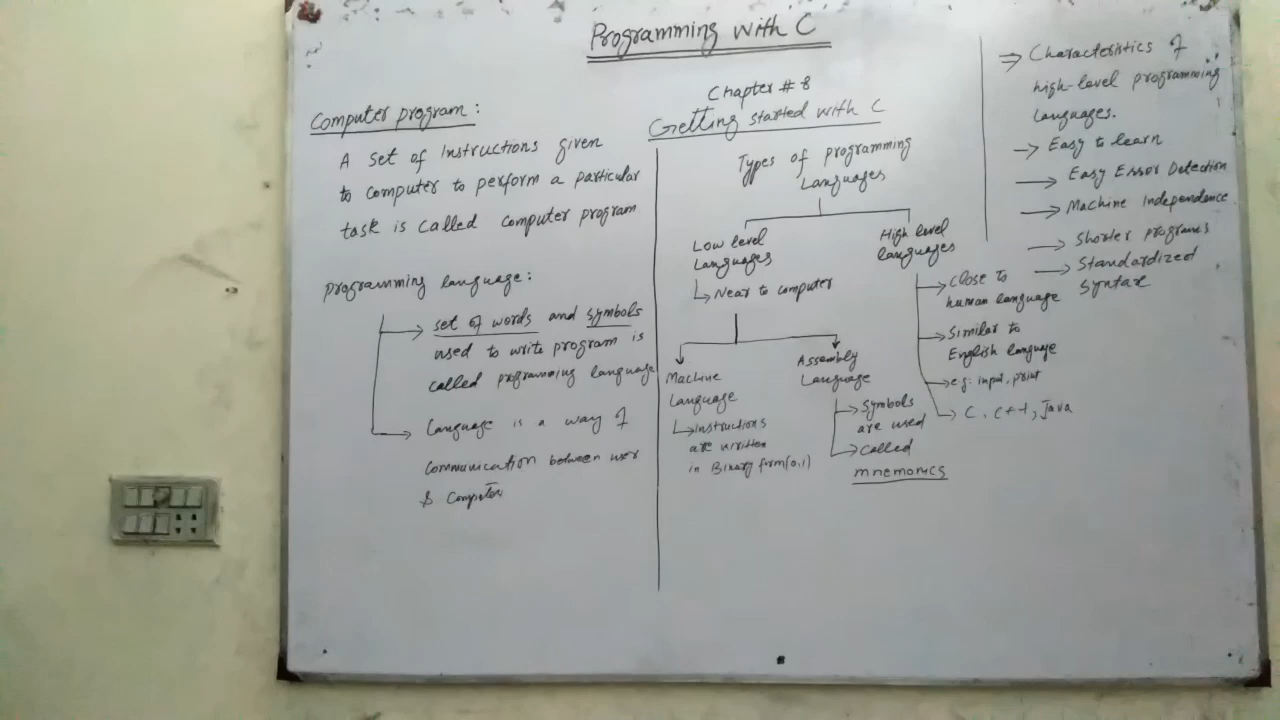 Programming with C
Computer program:
A set of instructions given
to computer to perform a particular
task is called computer program
programming language:
set of words and symbols
used to write program is
called programming language
Language is a way of
communication between user
& computer
Chapter # 8
Getting started with C
Types of programming
Languages
Low level
Languages
Near to computer
Machine
Language
Instructions
are written
in Binary form(0,1)
Assembly
Language
Symbols
are used
called
mnemonics
High level
languages
close to
human language
Similar to
English language
e.g: input, print
C, C++, Java
Characteristics of
high-level programming
Languages.
Easy to learn
Easy Error Detection
Machine Independence
Shorter programs
Standardized
Syntax